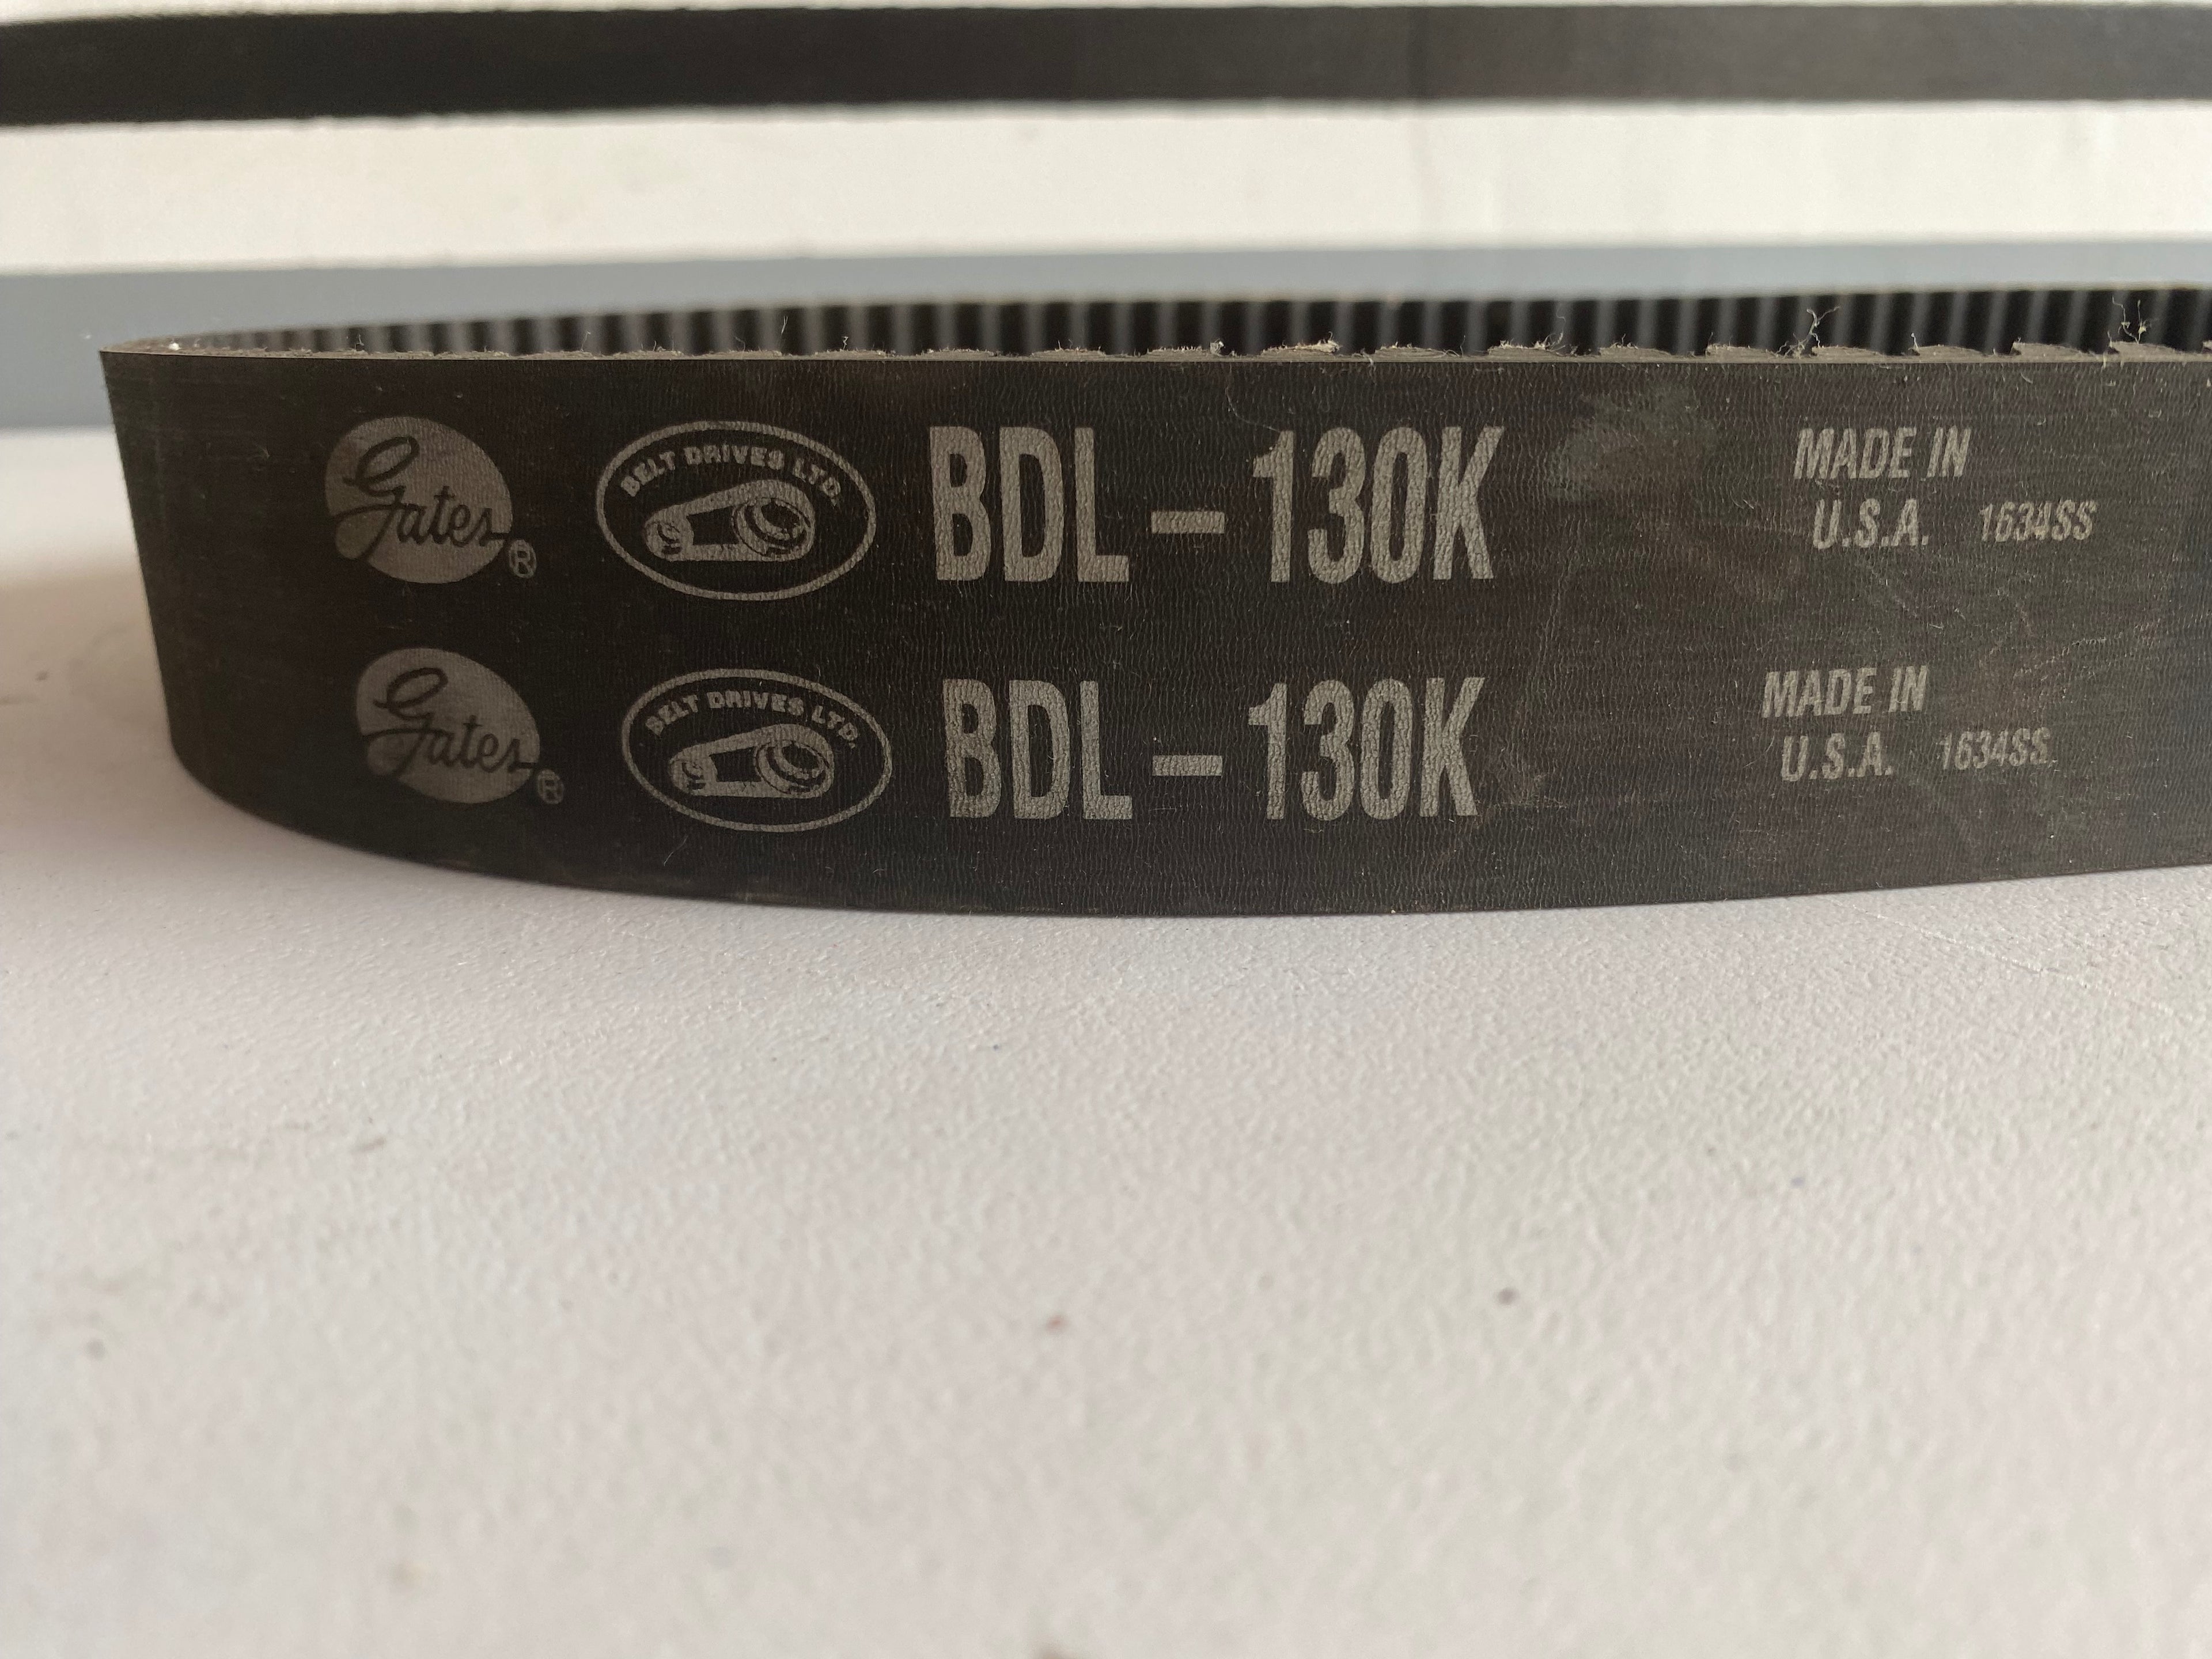 Gates®
BELT DRIVES LTD.
BDL-130K
MADE IN
U.S.A. 1634SS
Gates®
BELT DRIVES LTD.
BDL-130K
MADE IN
U.S.A. 1634SS